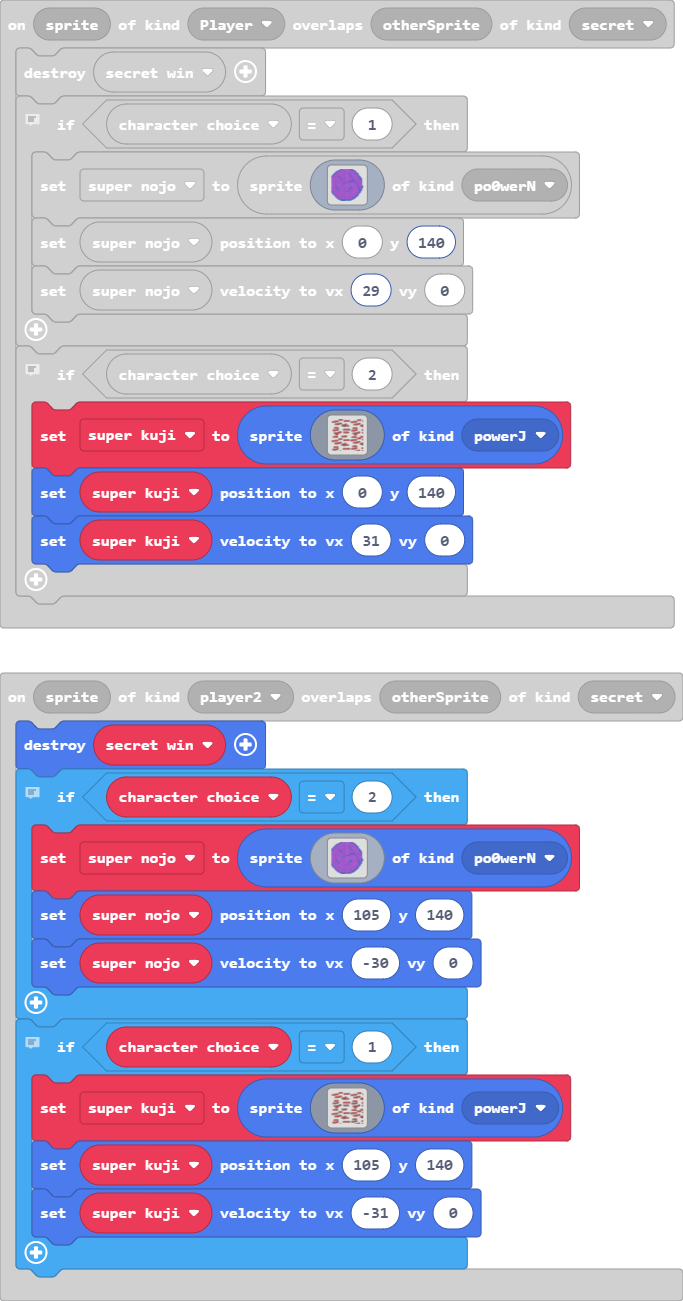 on sprite of kind Player overlaps otherSprite of kind secret
destroy secret win
if character choice = 1 then
set super nojo to sprite of kind po0werN
set super nojo position to x 0 y 140
set super nojo velocity to vx 29 vy 0
if character choice = 2 then
set super kuji to sprite of kind powerJ
set super kuji position to x 0 y 140
set super kuji velocity to vx 31 vy 0
on sprite of kind player2 overlaps otherSprite of kind secret
destroy secret win
if character choice = 2 then
set super nojo to sprite of kind po0werN
set super nojo position to x 105 y 140
set super nojo velocity to vx -30 vy 0
if character choice = 1 then
set super kuji to sprite of kind powerJ
set super kuji position to x 105 y 140
set super kuji velocity to vx -31 vy 0